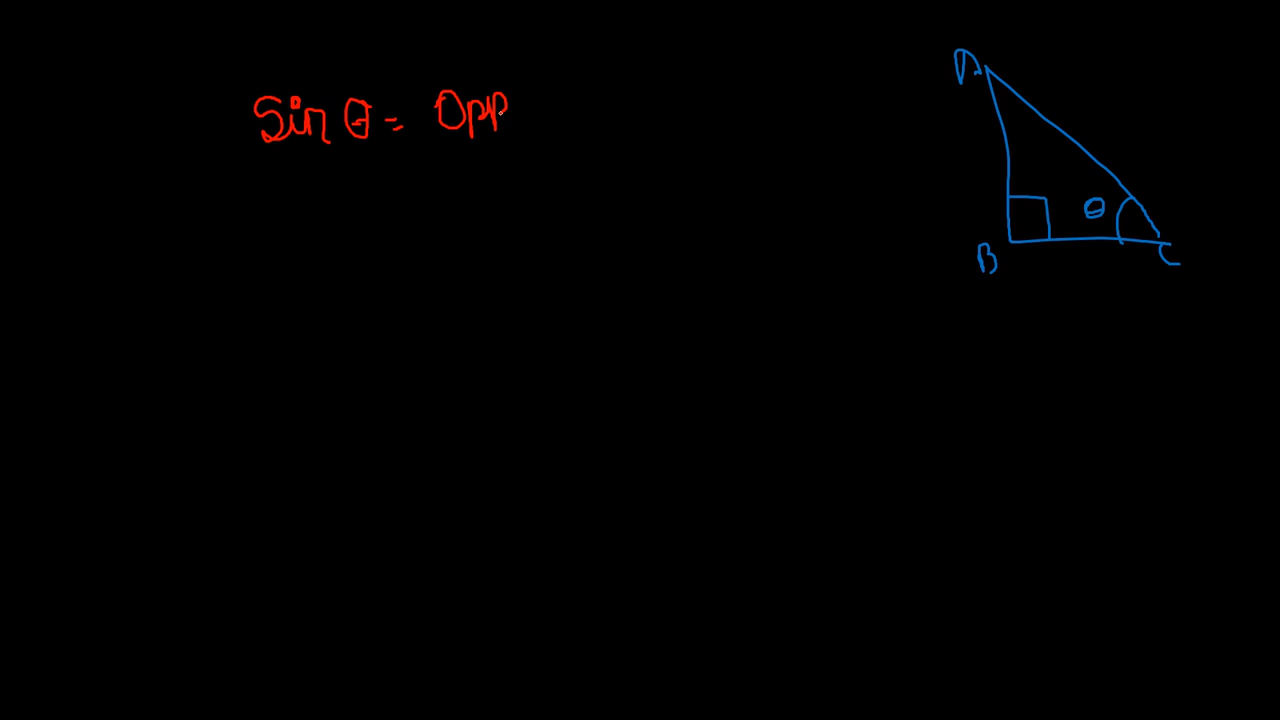 Sin θ = Opp
A
θ
B
C